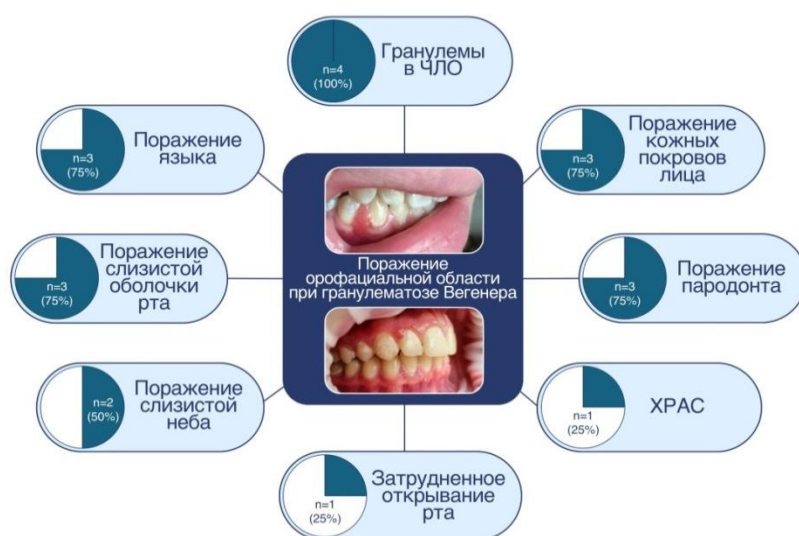 n=4
(100%)
Гранулемы
в ЧЛО
n=3
(75%)
Поражение
языка
n=3
(75%)
Поражение
кожных
покровов
лица
n=3
(75%)
Поражение
слизистой
оболочки
рта
Поражение
орофациальной области
при гранулематозе Вегенера
n=3
(75%)
Поражение
пародонта
n=2
(50%)
Поражение
слизистой
неба
n=1
(25%)
ХРАС
n=1
(25%)
Затрудненное
открывание
рта